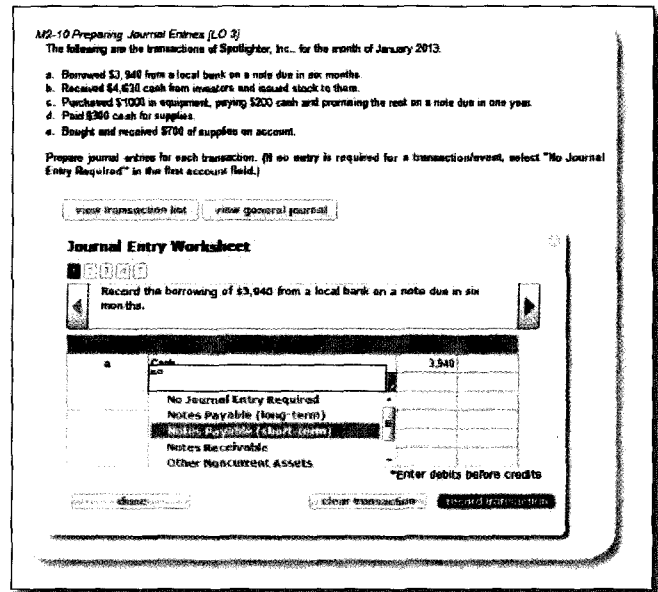 M2-10 Preparing Journal Entries [LO 3]
The following are the transactions of Spotlighter, Inc., for the month of January 2013.
a. Borrowed $3,940 from a local bank on a note due in six months.
b. Received $4,630 cash from investors and issued stock to them.
c. Purchased $1000 in equipment, paying $200 cash and promising the rest on a note due in one year.
d. Paid $300 cash for supplies.
e. Bought and received $700 of supplies on account.
Prepare journal entries for each transaction. (If no entry is required for a transaction/event, select "No Journal
Entry Required" in the first account field.)
view transaction list view general journal
Journal Entry Worksheet
Record the borrowing of $3,940 from a local bank on a note due in six
months.
a Cash 3,940
no
No Journal Entry Required
Notes Payable (long-term)
Notes Payable (short-term)
Notes Receivable
Other Noncurrent Assets
*Enter debits before credits
done clear transaction record transaction